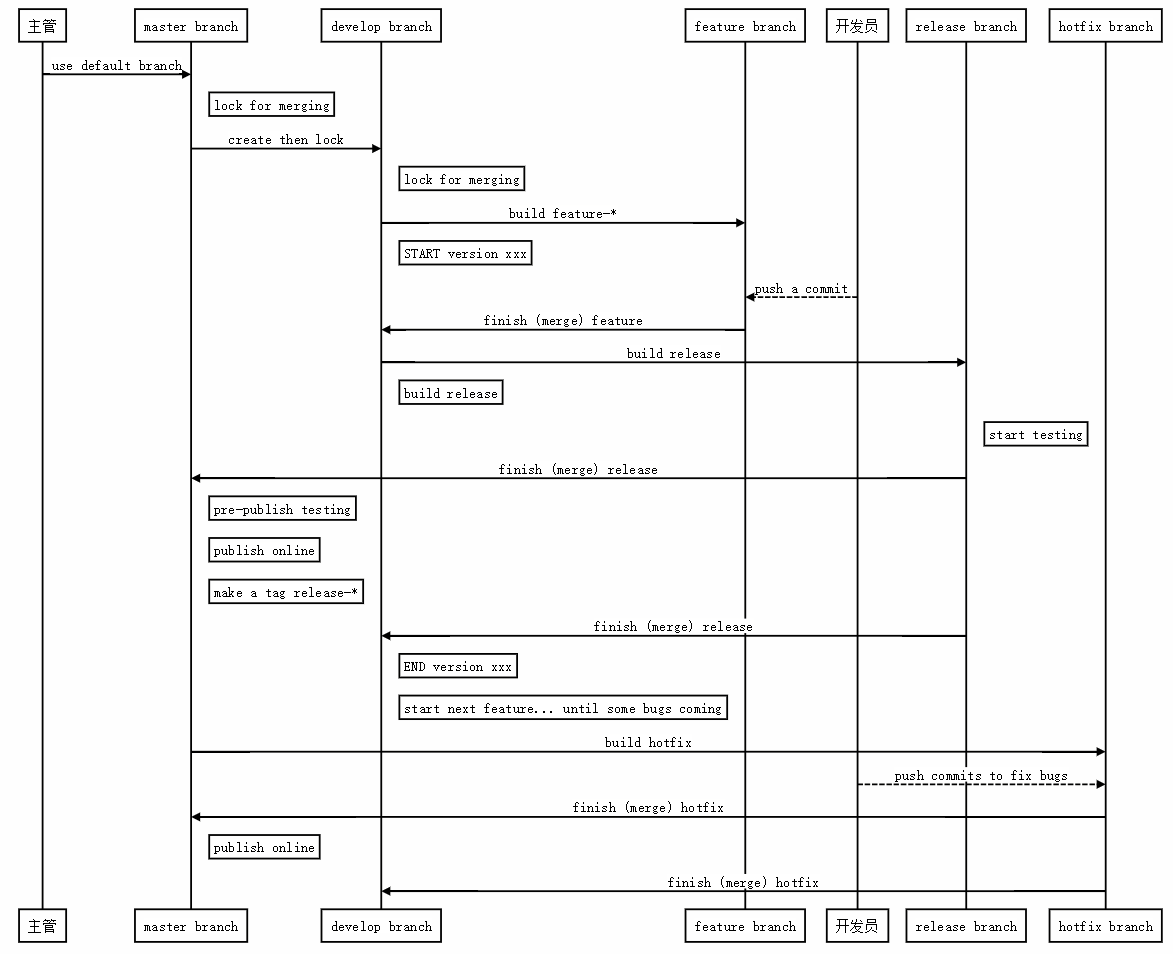 主管
master branch
develop branch
feature branch
开发员
release branch
hotfix branch
use default branch
lock for merging
create then lock
lock for merging
build feature-*
START version xxx
push a commit
finish (merge) feature
build release
build release
start testing
finish (merge) release
pre-publish testing
publish online
make a tag release-*
finish (merge) release
END version xxx
start next feature... until some bugs coming
build hotfix
push commits to fix bugs
finish (merge) hotfix
publish online
finish (merge) hotfix
主管
master branch
develop branch
feature branch
开发员
release branch
hotfix branch